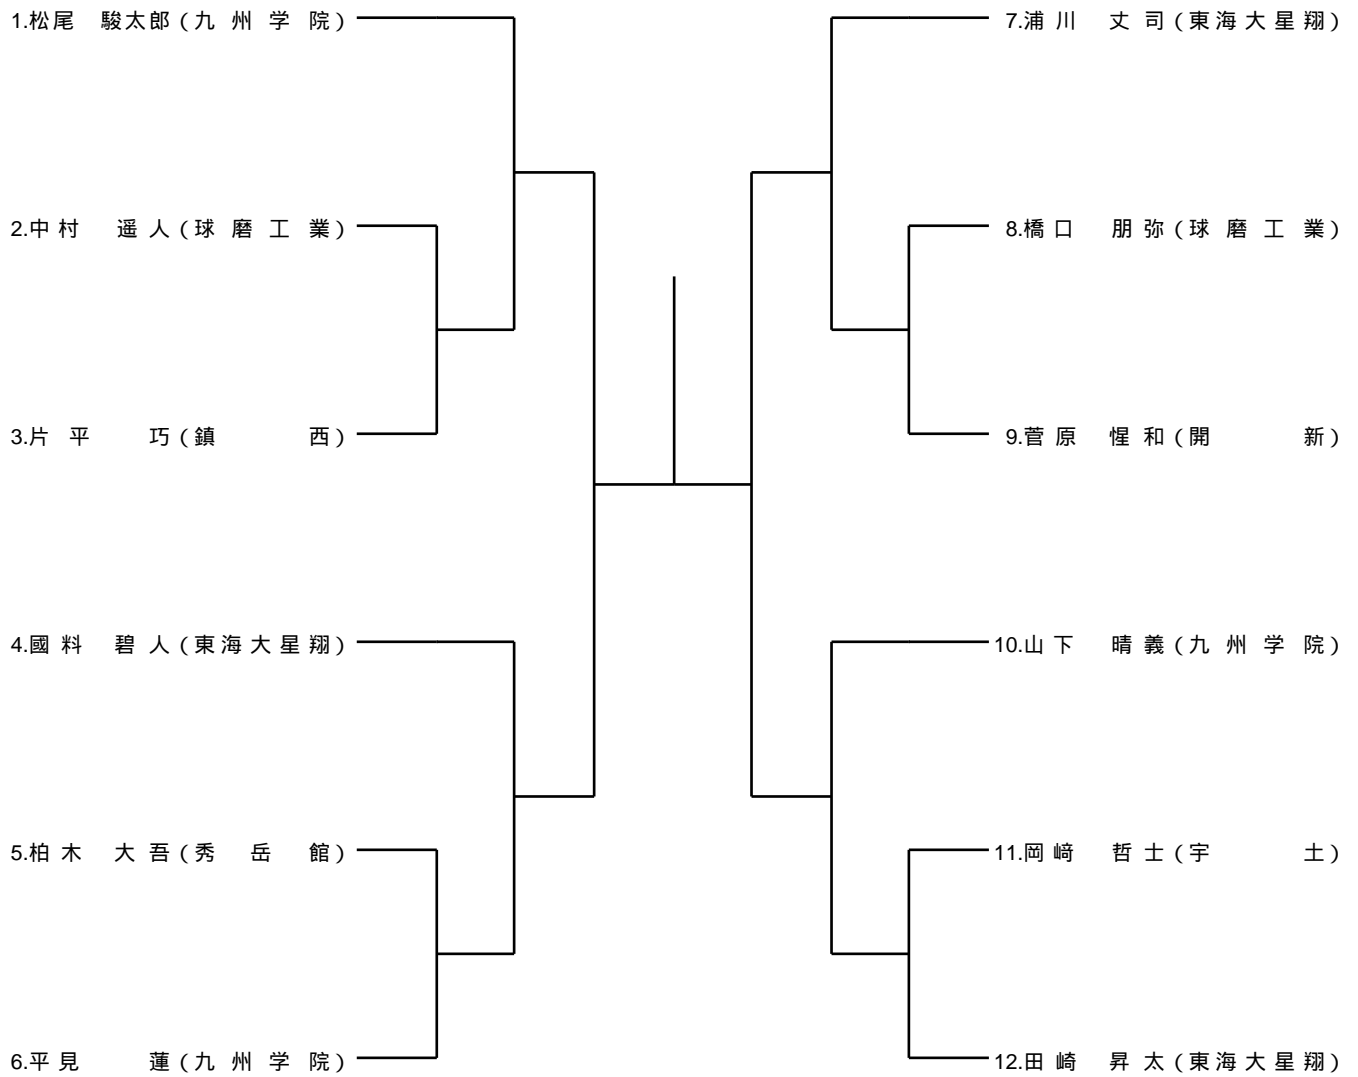 1.松尾 駿太郎(九州学院)
2.中村 遥人(球磨工業)
3.片平 巧(鎮西)
4.國料 碧人(東海大星翔)
5.柏木 大吾(秀岳館)
6.平見 蓮(九州学院)
7.浦川 丈司(東海大星翔)
8.橋口 朋弥(球磨工業)
9.菅原 惺和(開新)
10.山下 晴義(九州学院)
11.岡﨑 哲士(宇土)
12.田崎 昇太(東海大星翔)